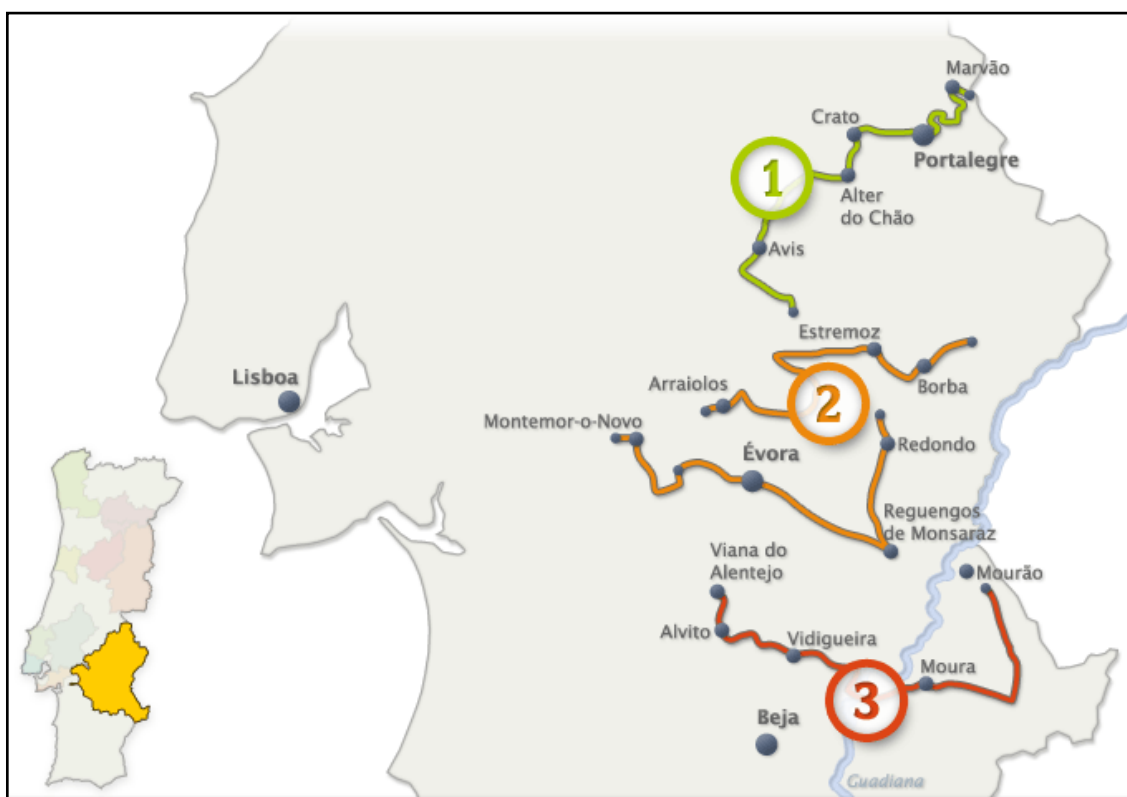 Marvão
Crato
Portalegre
1
Alter
do Chão
Avis
Estremoz
Lisboa
Arraiolos
2
Borba
Montemor-o-Novo
Redondo
Évora
Reguengos
de Monsaraz
Viana do
Alentejo
Mourão
Alvito
Vidigueira
Moura
3
Beja
Guadiana